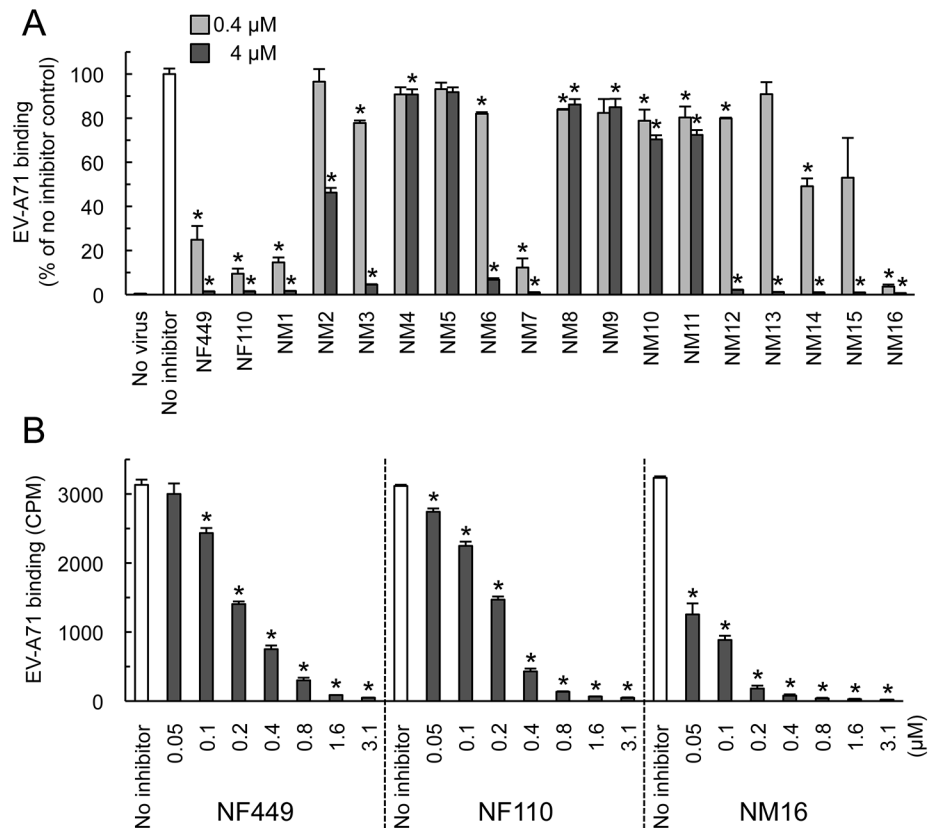 A
0.4 µM
4 µM
EV-A71 binding
(% of no inhibitor control)
100
80
60
40
20
0
* * * * * * * * * * * * * * * * * * * * * * *
No virus
No inhibitor
NF449
NF110
NM1
NM2
NM3
NM4
NM5
NM6
NM7
NM8
NM9
NM10
NM11
NM12
NM13
NM14
NM15
NM16
B
EV-A71 binding (CPM)
3000
2000
1000
0
* * * * * * * * * * * * * * * * * * * *
No inhibitor 0.05 0.1 0.2 0.4 0.8 1.6 3.1 No inhibitor 0.05 0.1 0.2 0.4 0.8 1.6 3.1 No inhibitor 0.05 0.1 0.2 0.4 0.8 1.6 3.1 (µM)
NF449 NF110 NM16